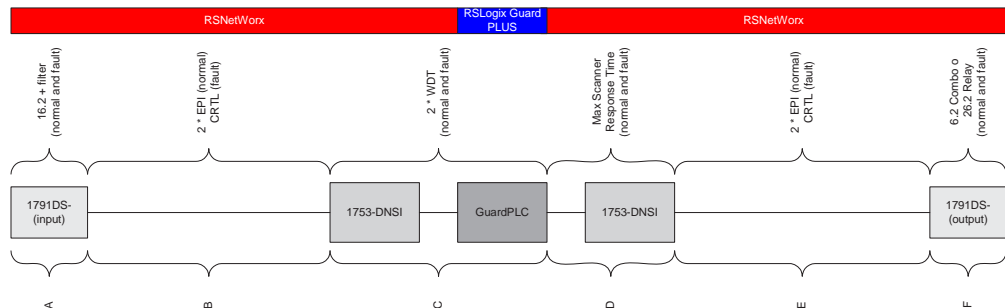 RSNetWorx
RSLogix Guard
PLUS
RSNetWorx
16.2 + filter
(normal and fault)
2 * EPI (normal)
CRTL (fault)
2 * WDT
(normal and fault)
Max Scanner
Response Time
(normal and fault)
2 * EPI (normal)
CRTL (fault)
6.2 Combo o
26.2 Relay
(normal and fault)
1791DS-
(input)
1753-DNSI
GuardPLC
1753-DNSI
1791DS-
(output)
A
B
C
D
E
F